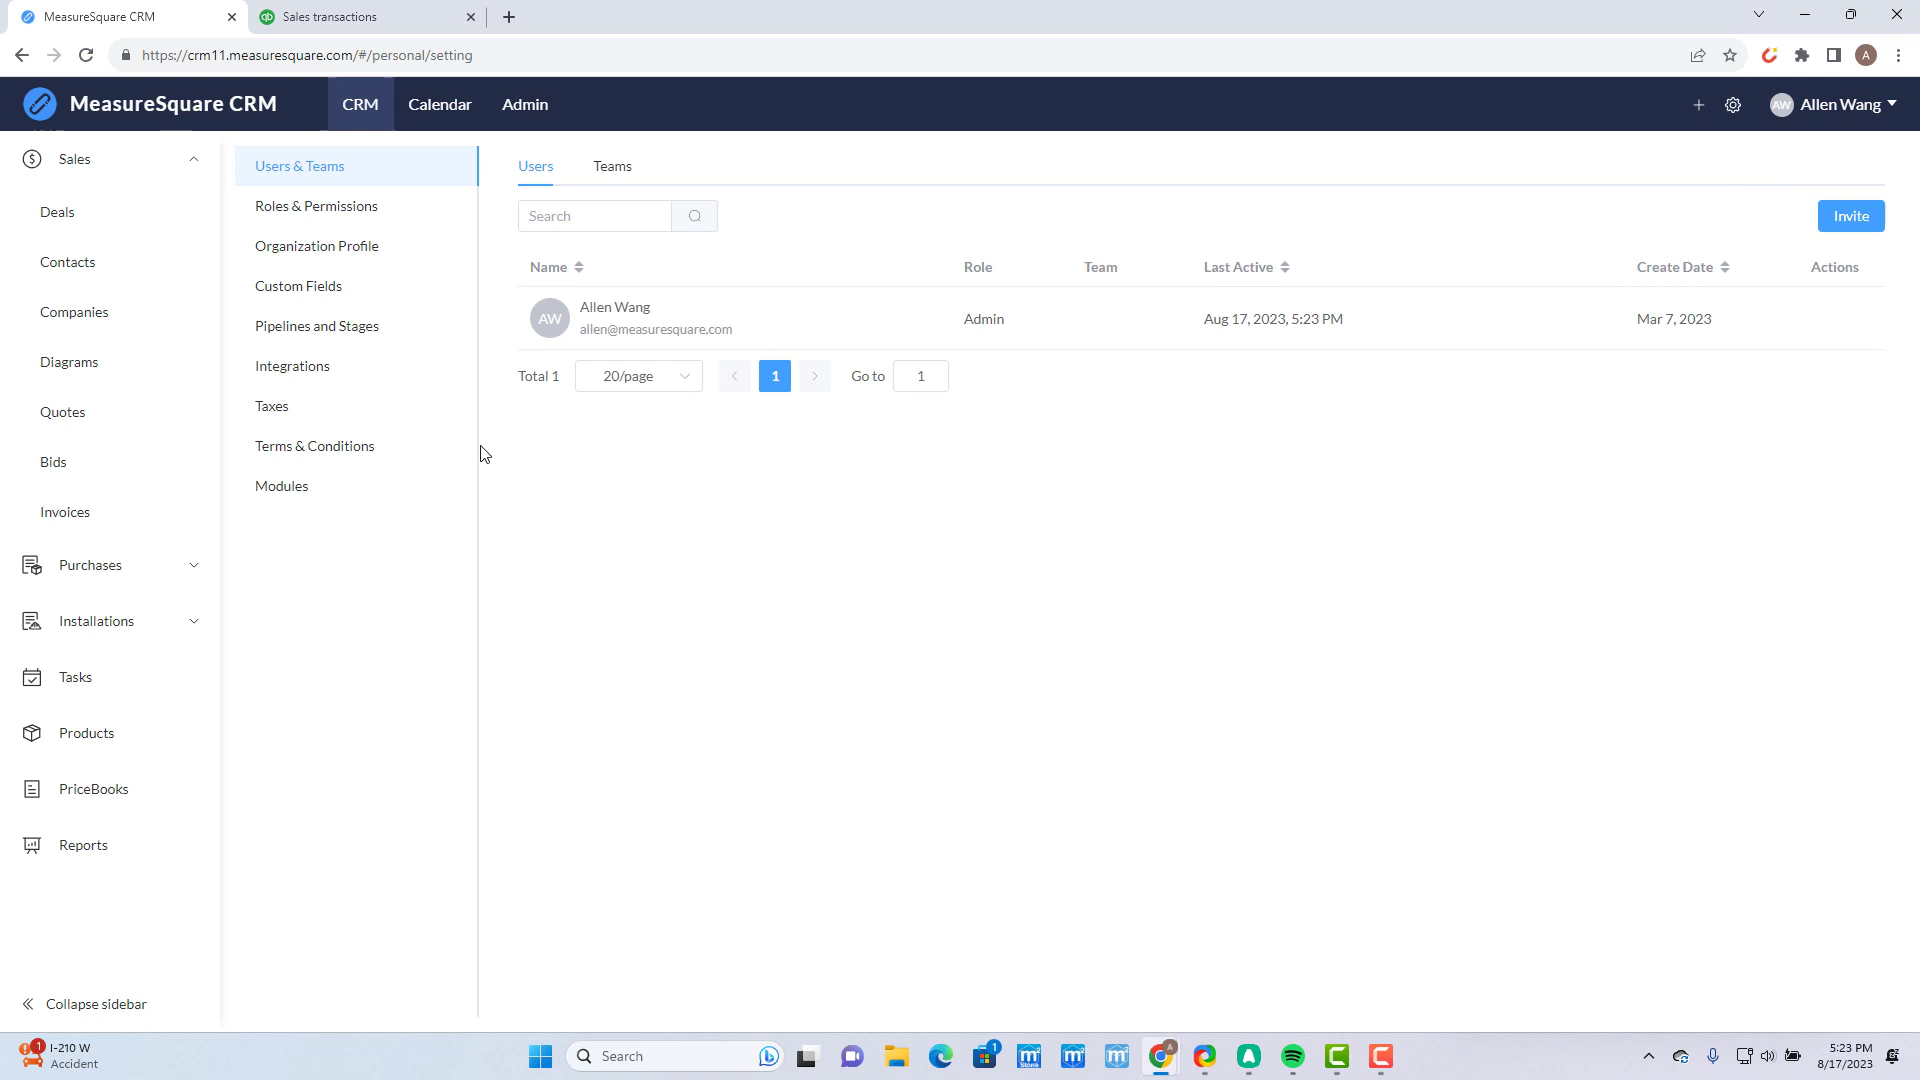 MeasureSquare CRM
Sales transactions
https://crm11.measuresquare.com/#/personal/setting
A
MeasureSquare CRM
CRM
Calendar
Admin
AW
Allen Wang
Sales
Deals
Contacts
Companies
Diagrams
Quotes
Bids
Invoices
Purchases
Installations
Tasks
Products
PriceBooks
Reports
Collapse sidebar
Users & Teams
Roles & Permissions
Organization Profile
Custom Fields
Pipelines and Stages
Integrations
Taxes
Terms & Conditions
Modules
Users
Teams
Search
Invite
Name
Role
Team
Last Active
Create Date
Actions
AW
Allen Wang
allen@measuresquare.com
Admin
Aug 17, 2023, 5:23 PM
Mar 7, 2023
Total 1
20/page
1
Go to
1
1
I-210 W
Accident
Search
1
5:23 PM
8/17/2023